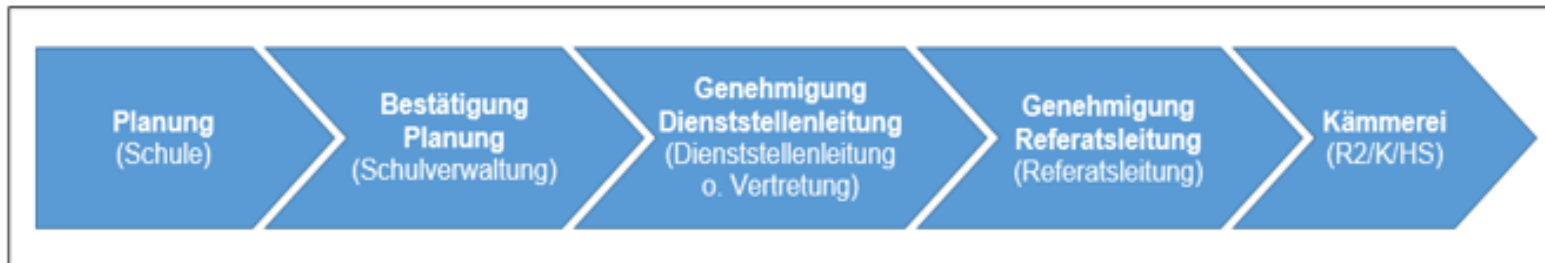 Planung
(Schule)
Bestätigung
Planung
(Schulverwaltung)
Genehmigung
Dienststellenleitung
(Dienststellenleitung
o. Vertretung)
Genehmigung
Referatsleitung
(Referatsleitung)
Kämmerei
(R2/K/HS)